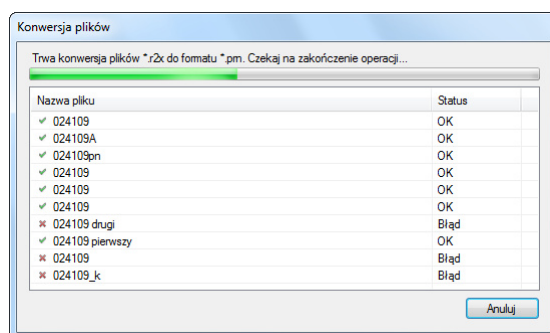 Konwersja plików
Trwa konwersja plików *.r2x do formatu *.pm. Czekaj na zakończenie operacji...
Nazwa pliku Status
024109 OK
024109A OK
024109pn OK
024109 OK
024109 OK
024109 OK
024109 drugi Błąd
024109 pierwszy OK
024109 Błąd
024109_k Błąd
Anuluj